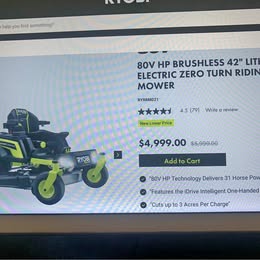 RYOBI
help you find something?
80V HP BRUSHLESS 42" LITH
ELECTRIC ZERO TURN RIDIN
MOWER
4.5 (79) Write a review
New Lower Price
$4,999.00 $5,999.00
Add to Cart
"80V HP Technology Delivers 31 Horse Pow
"Features the iDrive Intelligent One-Handed
"Cuts up to 3 Acres Per Charge"
RYOBI